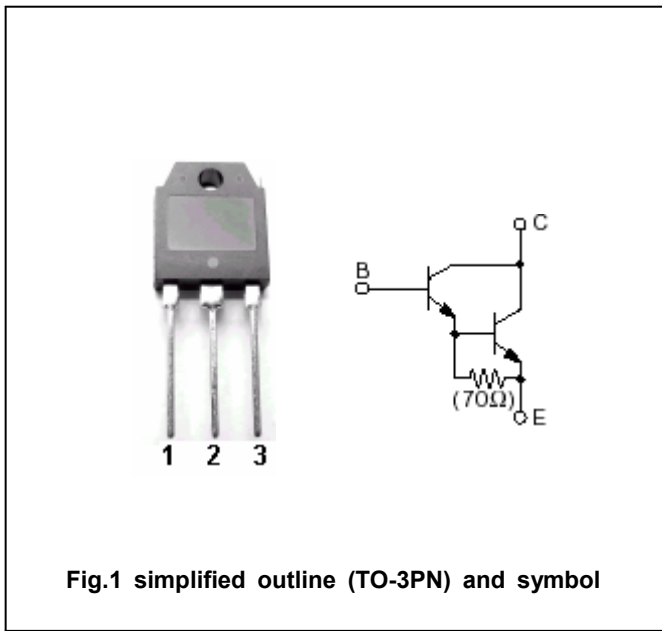 C
B
(70Ω)
E
1 2 3
Fig.1 simplified outline (TO-3PN) and symbol